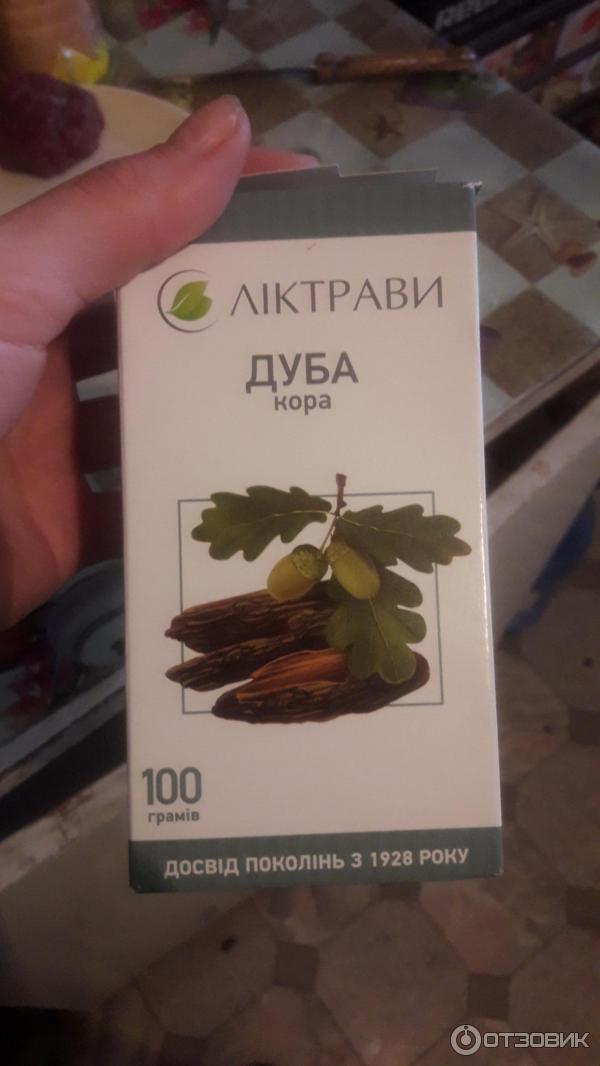 ЛІКТРАВИ
ДУБА
кора
100
грамів
ДОСВІД ПОКОЛІНЬ З 1928 РОКУ
ОТЗОВИК